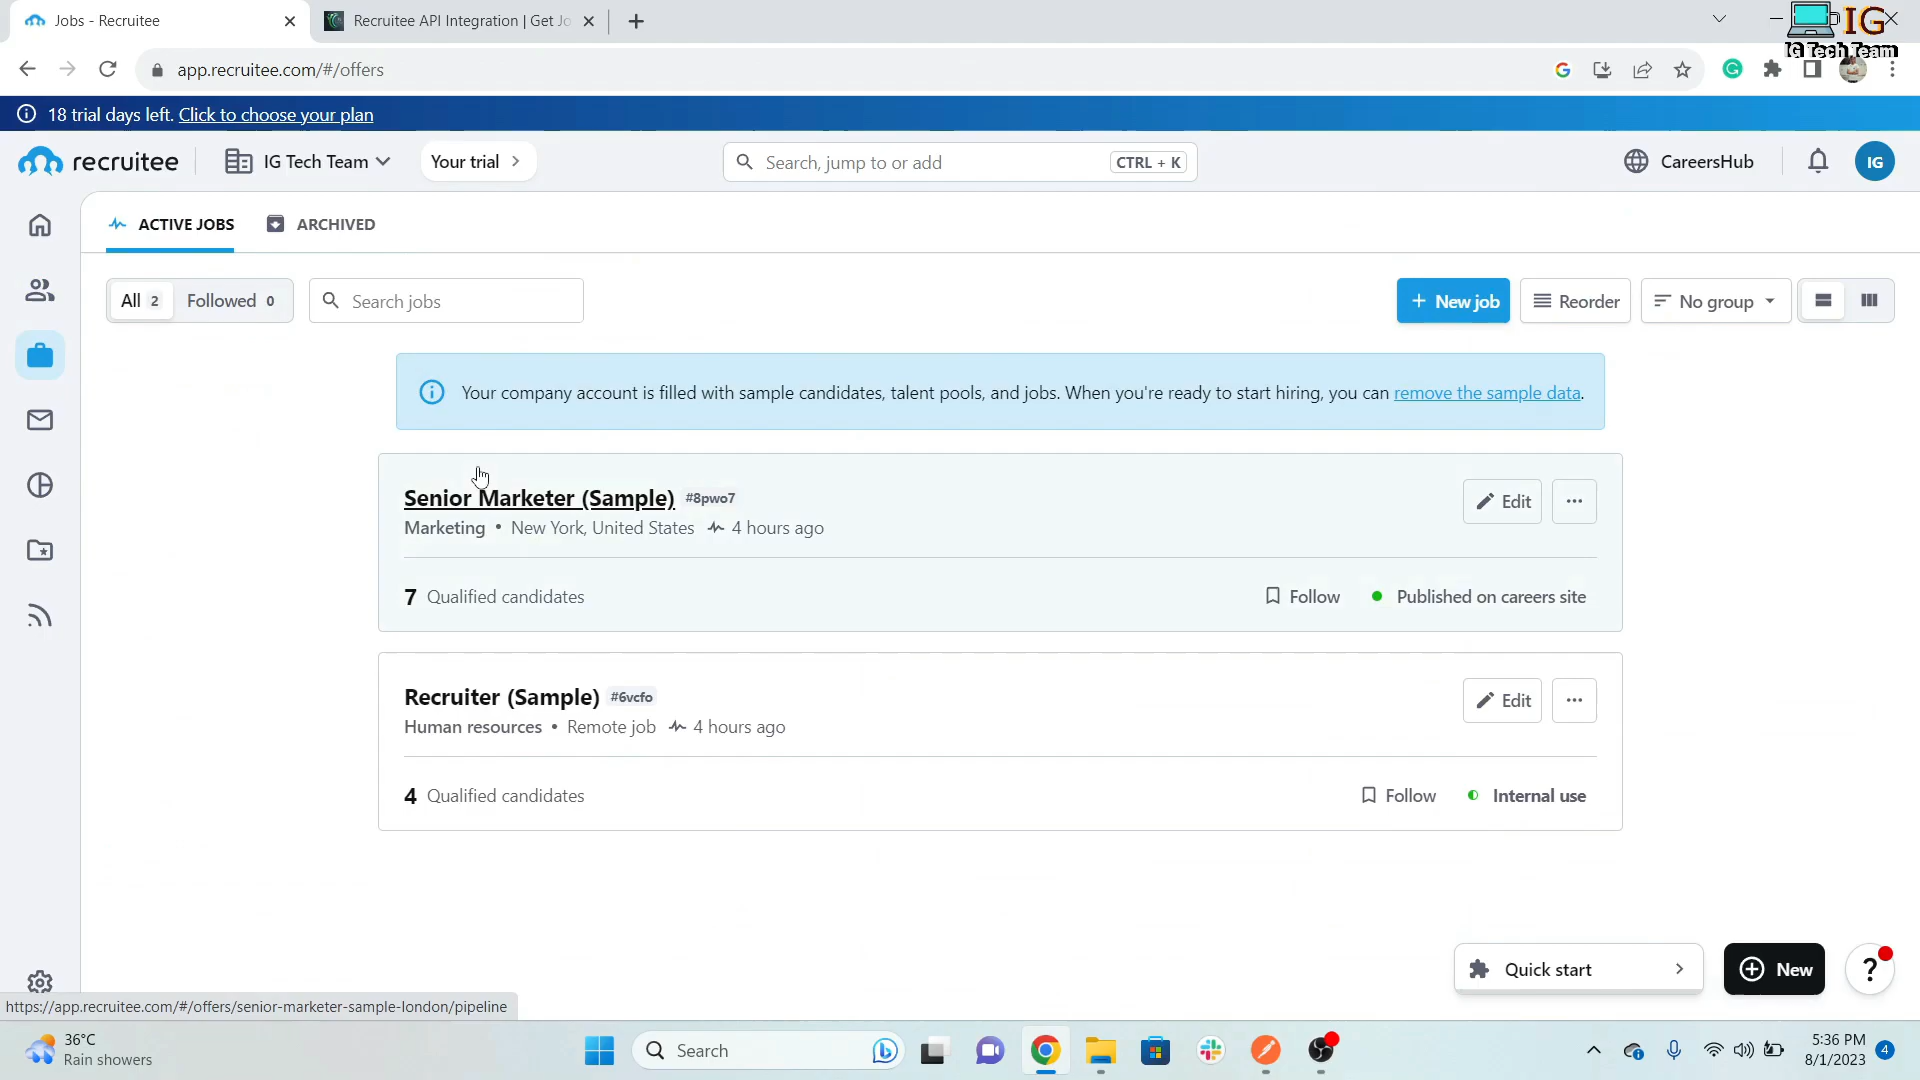 Jobs - Recruitee
Recruitee API Integration | Get Jo
IG
IG Tech Team
app.recruitee.com/#/offers
18 trial days left. Click to choose your plan
recruitee
IG Tech Team
Your trial
Search, jump to or add
CTRL + K
CareersHub
IG
ACTIVE JOBS
ARCHIVED
All 2
Followed 0
Search jobs
New job
Reorder
No group
Your company account is filled with sample candidates, talent pools, and jobs. When you're ready to start hiring, you can remove the sample data.
Senior Marketer (Sample) #8pwo7
Edit
Marketing • New York, United States 4 hours ago
7 Qualified candidates
Follow
Published on careers site
Recruiter (Sample) #6vcfo
Edit
Human resources • Remote job 4 hours ago
4 Qualified candidates
Follow
Internal use
Quick start
New
?
https://app.recruitee.com/#/offers/senior-marketer-sample-london/pipeline
36°C
Rain showers
Search
5:36 PM
8/1/2023
4